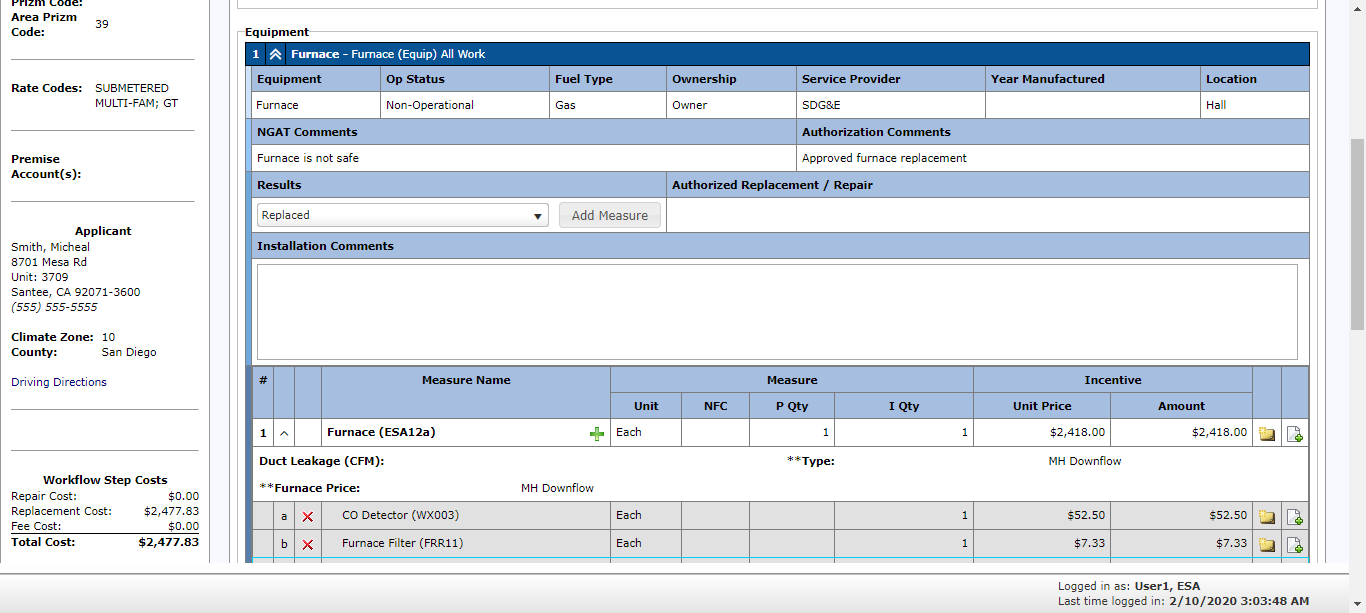 Prizm Code:
Area Prizm Code: 39
Rate Codes: SUBMETERED MULTI-FAM; GT
Premise Account(s):
Applicant
Smith, Micheal
8701 Mesa Rd
Unit: 3709
Santee, CA 92071-3600
(555) 555-5555
Climate Zone: 10
County: San Diego
Driving Directions
Workflow Step Costs
Repair Cost: $0.00
Replacement Cost: $2,477.83
Fee Cost: $0.00
Total Cost: $2,477.83
Equipment
1 Furnace - Furnace (Equip) All Work
Equipment Op Status Fuel Type Ownership Service Provider Year Manufactured Location
Furnace Non-Operational Gas Owner SDG&E Hall
NGAT Comments Authorization Comments
Furnace is not safe Approved furnace replacement
Results Authorized Replacement / Repair
Replaced Add Measure
Installation Comments
# Measure Name Measure Incentive
Unit NFC P Qty I Qty Unit Price Amount
1 Furnace (ESA12a) Each 1 1 $2,418.00 $2,418.00
Duct Leakage (CFM): **Type: MH Downflow
**Furnace Price: MH Downflow
a CO Detector (WX003) Each 1 $52.50 $52.50
b Furnace Filter (FRR11) Each 1 $7.33 $7.33
Logged in as: User1, ESA
Last time logged in: 2/10/2020 3:03:48 AM